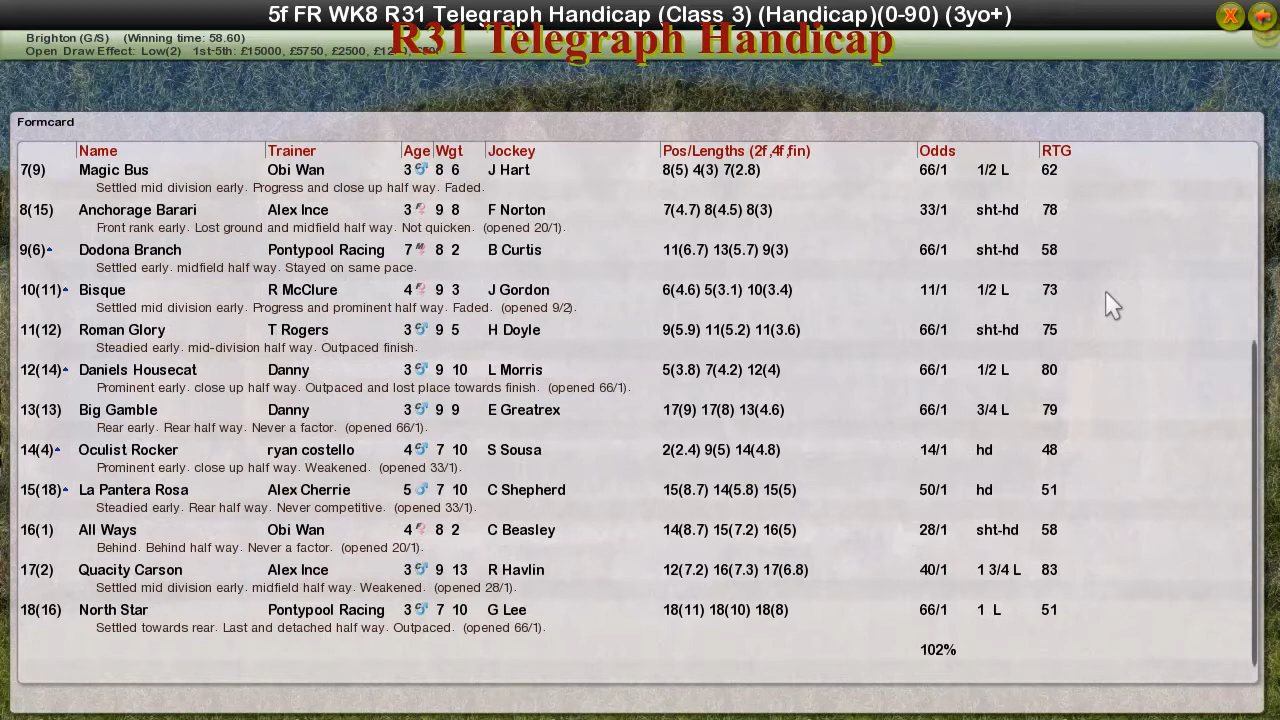 5f FR WK8 R31 Telegraph Handicap (Class 3) (Handicap)(0-90) (3yo+)
R31 Telegraph Handicap
Brighton (G/S) (Winning time: 58.60)
Open Draw Effect: Low(2) 1st-5th: £15000, £5750, £2500,
Formcard
Name Trainer Age Wgt Jockey Pos/Lengths (2f,4f,fin) Odds RTG
7(9) Magic Bus Obi Wan 3 8 6 J Hart 8(5) 4(3) 7(2.8) 66/1 1/2 L 62
Settled mid division early. Progress and close up half way. Faded.
8(15) Anchorage Barari Alex Ince 3 9 8 F Norton 7(4.7) 8(4.5) 8(3) 33/1 sht-hd 78
Front rank early. Lost ground and midfield half way. Not quicken. (opened 20/1).
9(6) Dodona Branch Pontypool Racing 7 8 2 B Curtis 11(6.7) 13(5.7) 9(3) 66/1 sht-hd 58
Settled early. midfield half way. Stayed on same pace.
10(11) Bisque R McClure 4 9 3 J Gordon 6(4.6) 5(3.1) 10(3.4) 11/1 1/2 L 73
Settled mid division early. Progress and prominent half way. Faded. (opened 9/2).
11(12) Roman Glory T Rogers 3 9 5 H Doyle 9(5.9) 11(5.2) 11(3.6) 66/1 sht-hd 75
Steadied early. mid-division half way. Outpaced finish.
12(14) Daniels Housecat Danny 3 9 10 L Morris 5(3.8) 7(4.2) 12(4) 66/1 1/2 L 80
Prominent early. close up half way. Outpaced and lost place towards finish. (opened 66/1).
13(13) Big Gamble Danny 3 9 9 E Greatrex 17(9) 17(8) 13(4.6) 66/1 3/4 L 79
Rear early. Rear half way. Never a factor. (opened 66/1).
14(4) Oculist Rocker ryan costello 4 7 10 S Sousa 2(2.4) 9(5) 14(4.8) 14/1 hd 48
Prominent early. close up half way. Weakened. (opened 33/1).
15(18) La Pantera Rosa Alex Cherrie 5 7 10 C Shepherd 15(8.7) 14(5.8) 15(5) 50/1 hd 51
Steadied early. Rear half way. Never competitive. (opened 33/1).
16(1) All Ways Obi Wan 4 8 2 C Beasley 14(8.7) 15(7.2) 16(5) 28/1 sht-hd 58
Behind. Behind half way. Never a factor. (opened 20/1).
17(2) Quacity Carson Alex Ince 3 9 13 R Havlin 12(7.2) 16(7.3) 17(6.8) 40/1 1 3/4 L 83
Settled mid division early. midfield half way. Weakened. (opened 28/1).
18(16) North Star Pontypool Racing 3 7 10 G Lee 18(11) 18(10) 18(8) 66/1 1 L 51
Settled towards rear. Last and detached half way. Outpaced. (opened 66/1).
102%